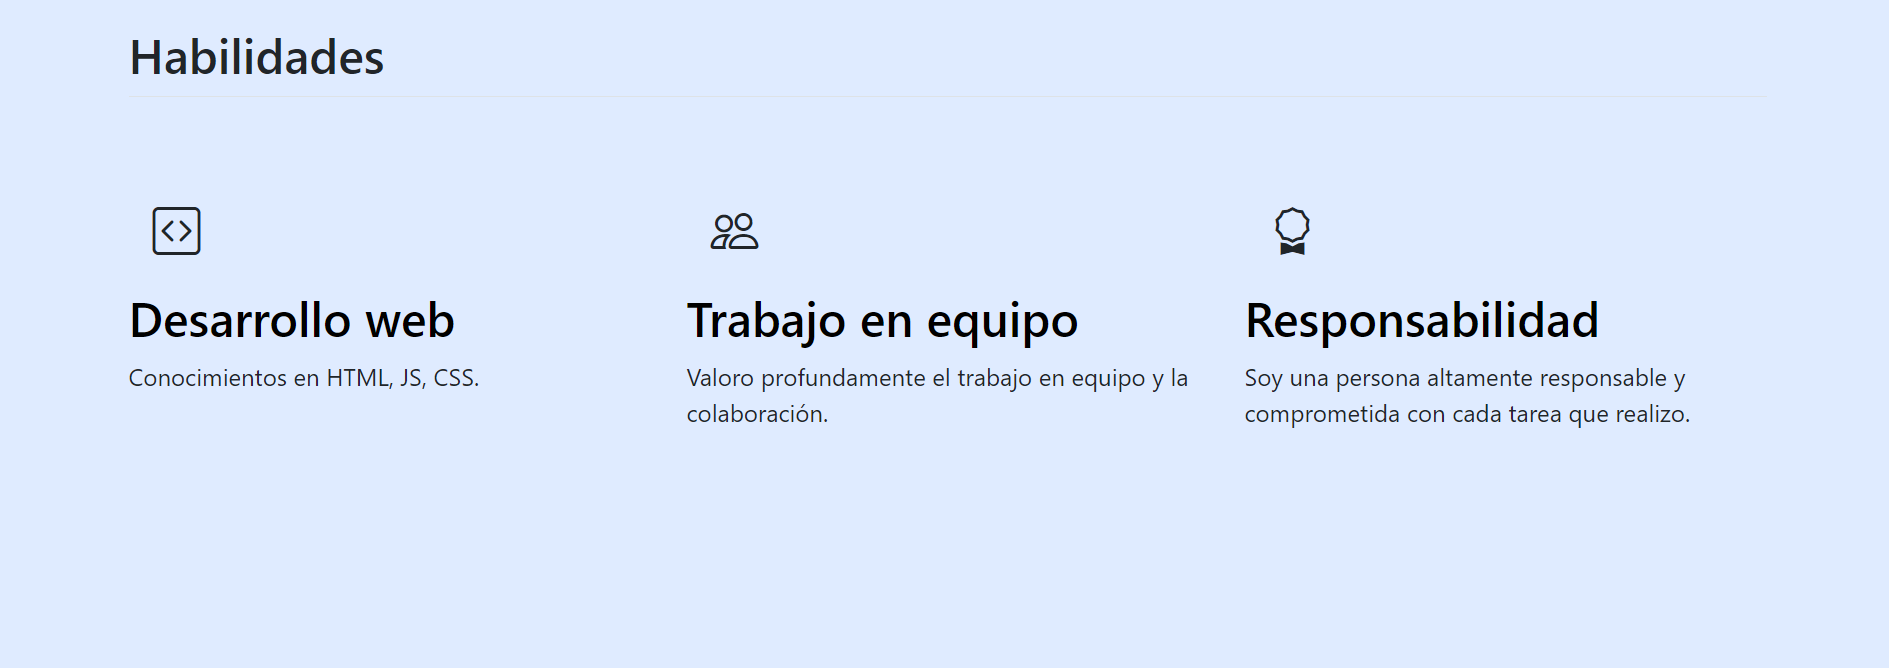 Habilidades
Desarrollo web
Conocimientos en HTML, JS, CSS.
Trabajo en equipo
Valoro profundamente el trabajo en equipo y la
colaboración.
Responsabilidad
Soy una persona altamente responsable y
comprometida con cada tarea que realizo.